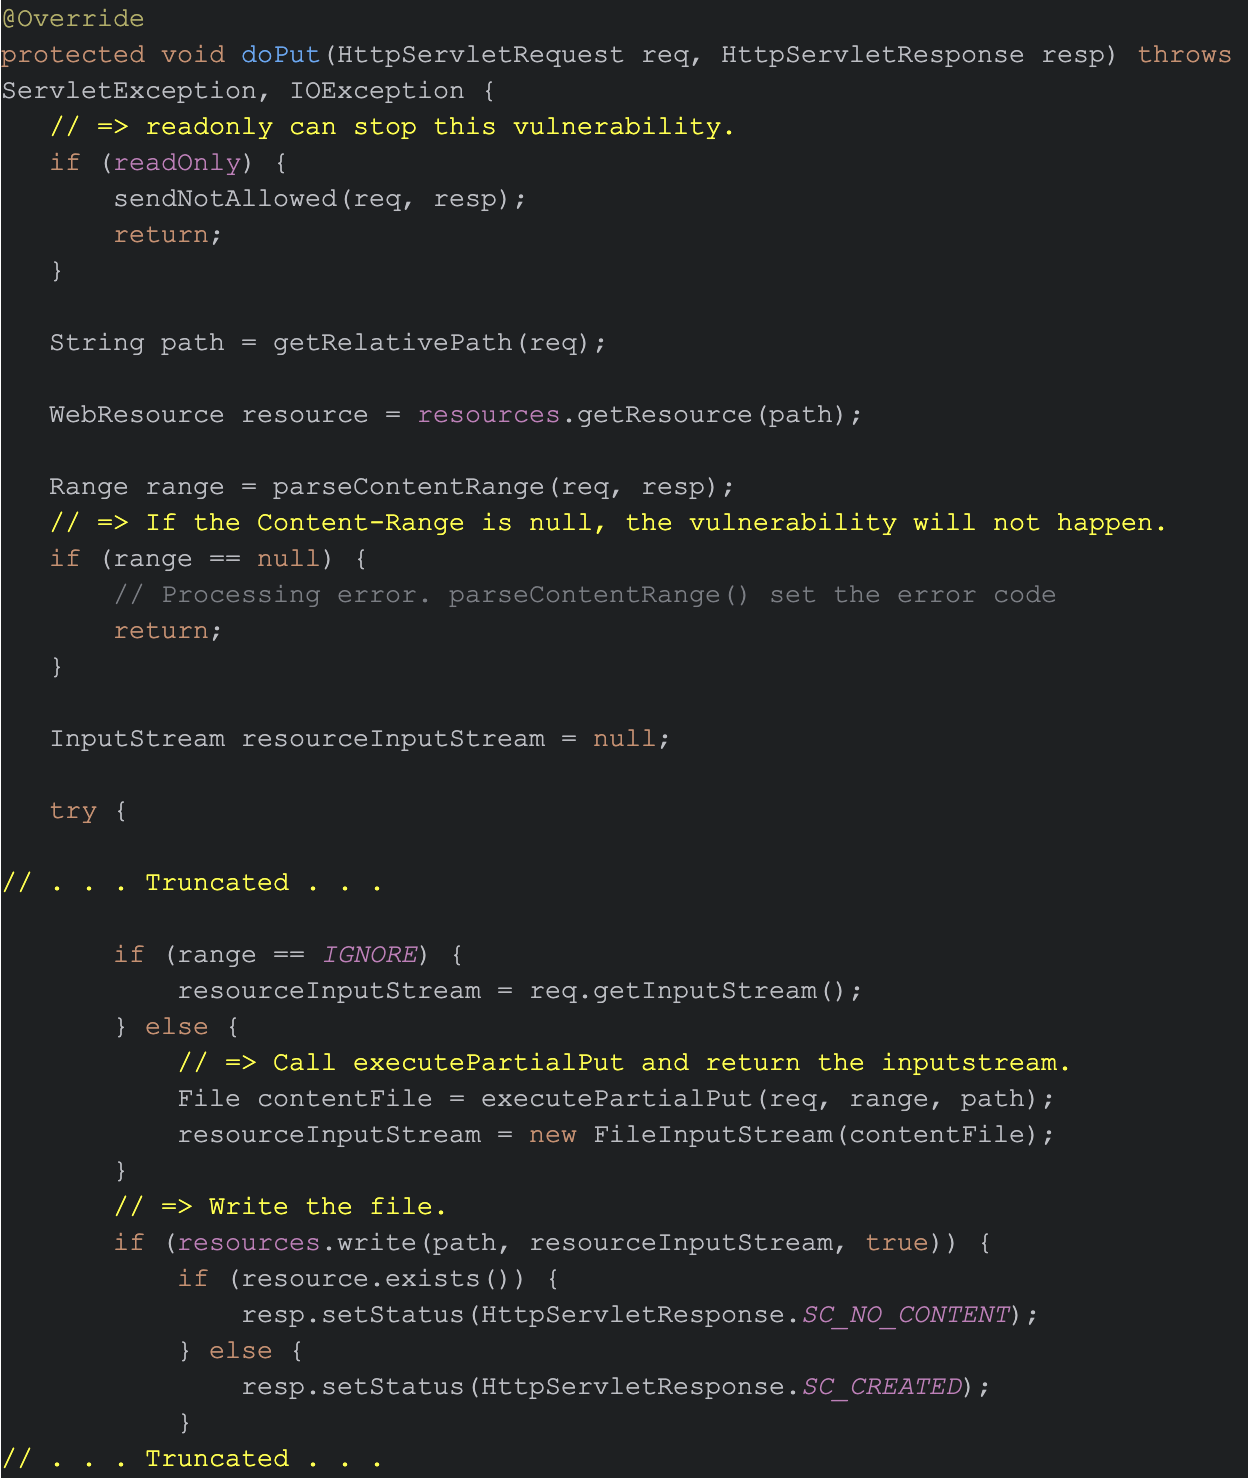 @Override
protected void doPut(HttpServletRequest req, HttpServletResponse resp) throws
ServletException, IOException {
// => readonly can stop this vulnerability.
if (readOnly) {
sendNotAllowed(req, resp);
return;
}
String path = getRelativePath(req);
WebResource resource = resources.getResource(path);
Range range = parseContentRange(req, resp);
// => If the Content-Range is null, the vulnerability will not happen.
if (range == null) {
// Processing error. parseContentRange() set the error code
return;
}
InputStream resourceInputStream = null;
try {
// . . . Truncated . . .
if (range == IGNORE) {
resourceInputStream = req.getInputStream();
} else {
// => Call executePartialPut and return the inputstream.
File contentFile = executePartialPut(req, range, path);
resourceInputStream = new FileInputStream(contentFile);
}
// => Write the file.
if (resources.write(path, resourceInputStream, true)) {
if (resource.exists()) {
resp.setStatus(HttpServletResponse.SC_NO_CONTENT);
} else {
resp.setStatus(HttpServletResponse.SC_CREATED);
}
// . . . Truncated . . .